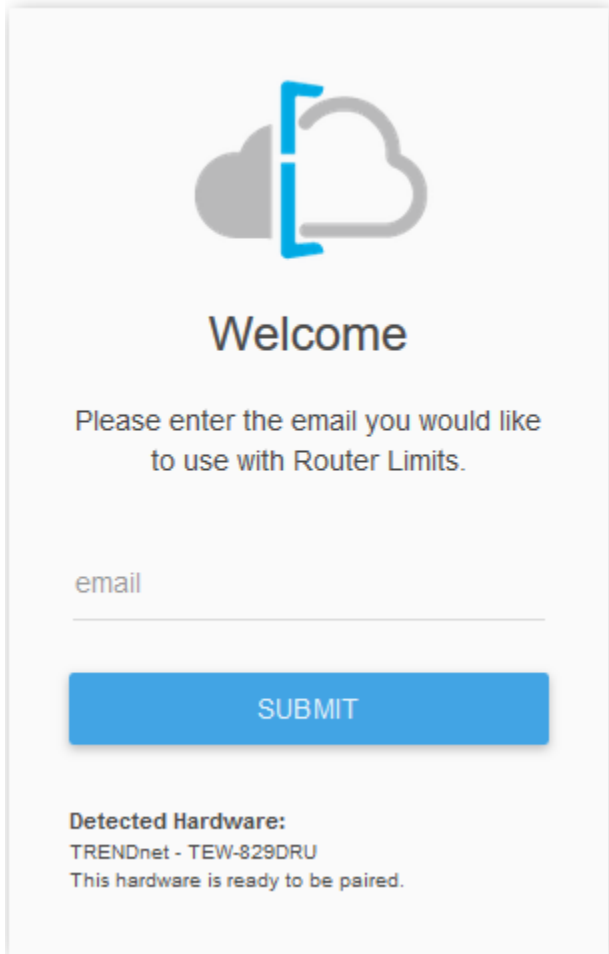 Welcome
Please enter the email you would like
to use with Router Limits.
email
SUBMIT
Detected Hardware:
TRENDnet - TEW-829DRU
This hardware is ready to be paired.